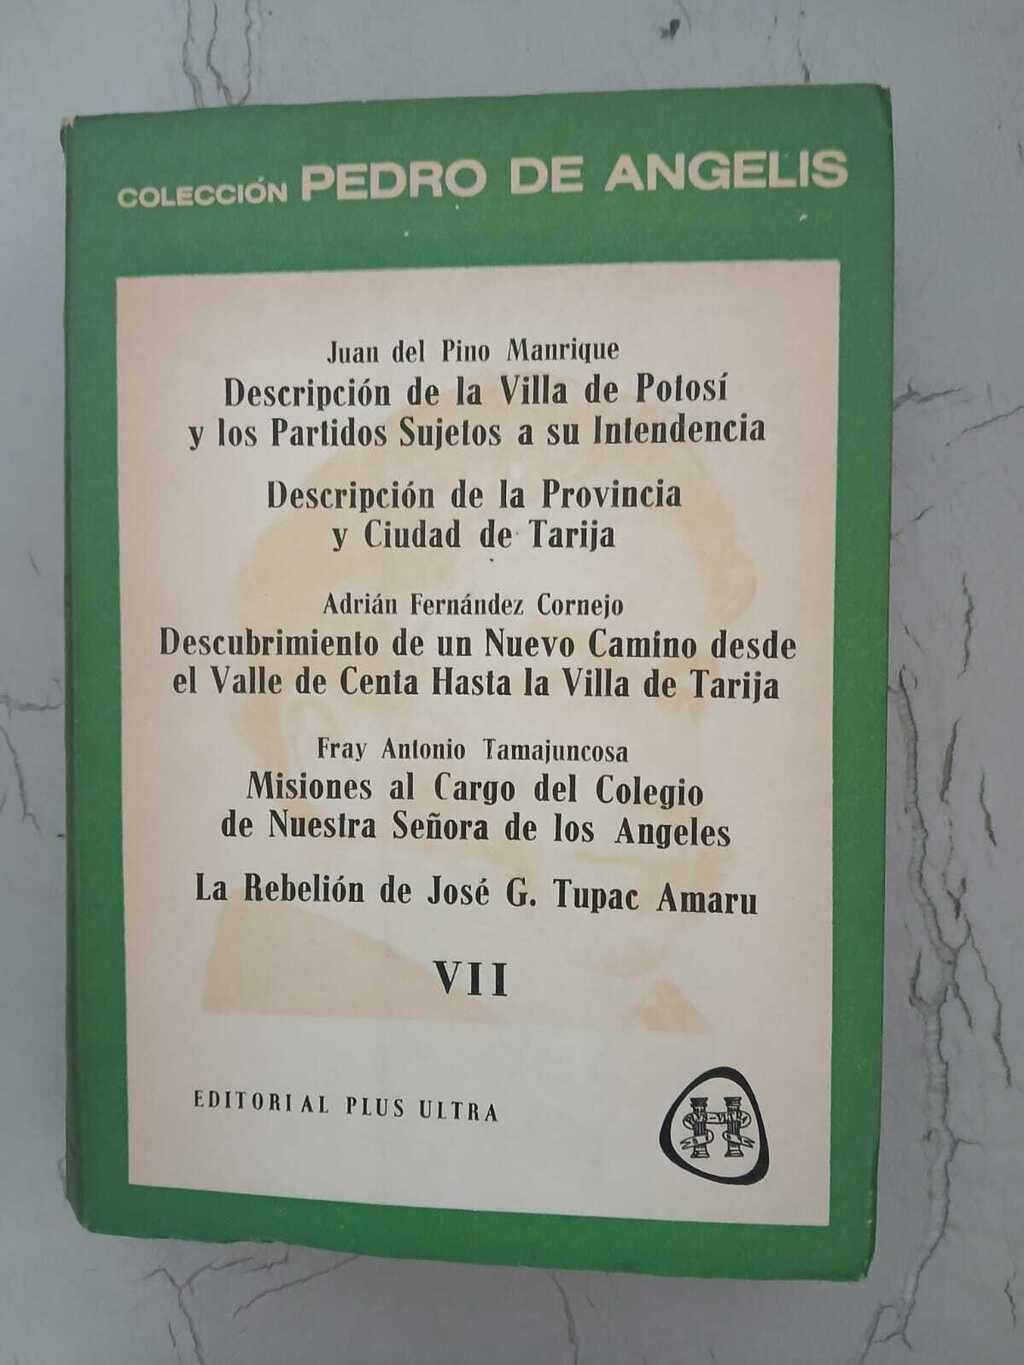 COLECCIÓN PEDRO DE ANGELIS
Juan del Pino Manrique
Descripción de la Villa de Potosí
y los Partidos Sujetos a su Intendencia
Descripción de la Provincia
y Ciudad de Tarija
Adrián Fernández Cornejo
Descubrimiento de un Nuevo Camino desde
el Valle de Centa Hasta la Villa de Tarija
Fray Antonio Tamajuncosa
Misiones al Cargo del Colegio
de Nuestra Señora de los Angeles
La Rebelión de José G. Tupac Amaru
VII
EDITORIAL PLUS ULTRA
PLUS-VLTRA